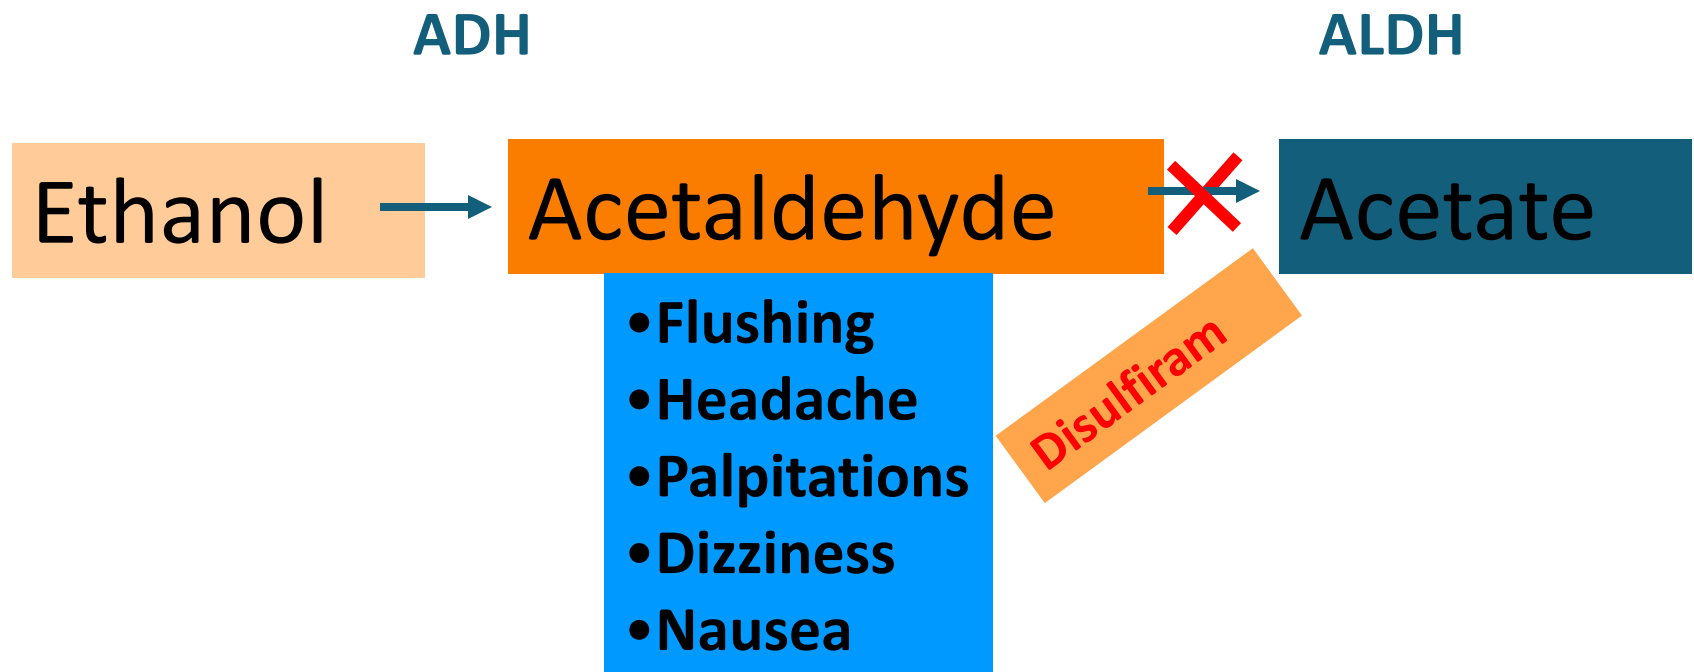 ADH
ALDH
Ethanol
Acetaldehyde
Acetate
•Flushing
•Headache
•Palpitations
•Dizziness
•Nausea
Disulfiram